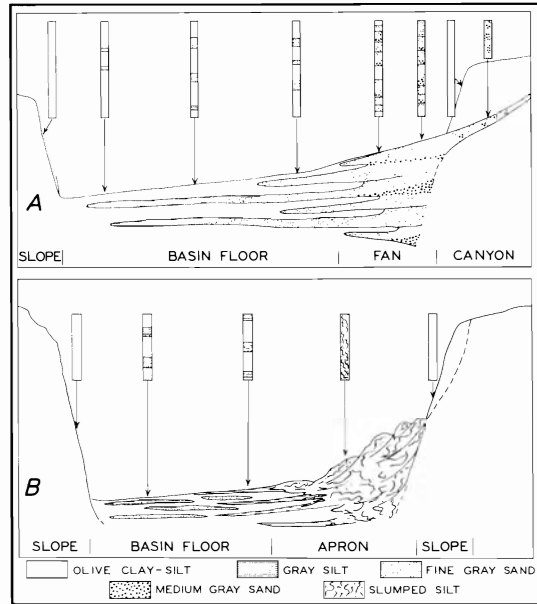 A
SLOPE BASIN FLOOR FAN CANYON
B
SLOPE BASIN FLOOR APRON SLOPE
OLIVE CLAY-SILT GRAY SILT FINE GRAY SAND
MEDIUM GRAY SAND SLUMPED SILT